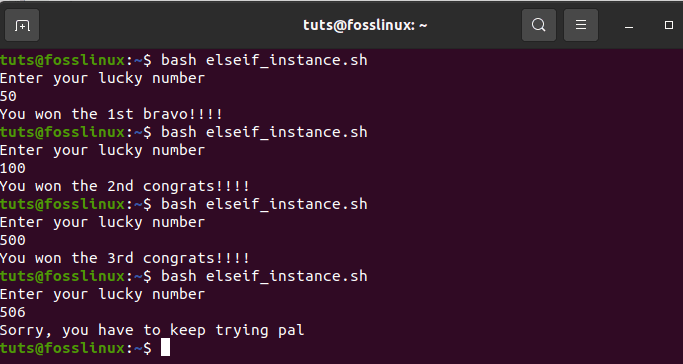 tuts@fosslinux: ~
tuts@fosslinux:~$ bash elseif_instance.sh
Enter your lucky number
50
You won the 1st bravo!!!!
tuts@fosslinux:~$ bash elseif_instance.sh
Enter your lucky number
100
You won the 2nd congrats!!!!
tuts@fosslinux:~$ bash elseif_instance.sh
Enter your lucky number
500
You won the 3rd congrats!!!!
tuts@fosslinux:~$ bash elseif_instance.sh
Enter your lucky number
506
Sorry, you have to keep trying pal
tuts@fosslinux:~$